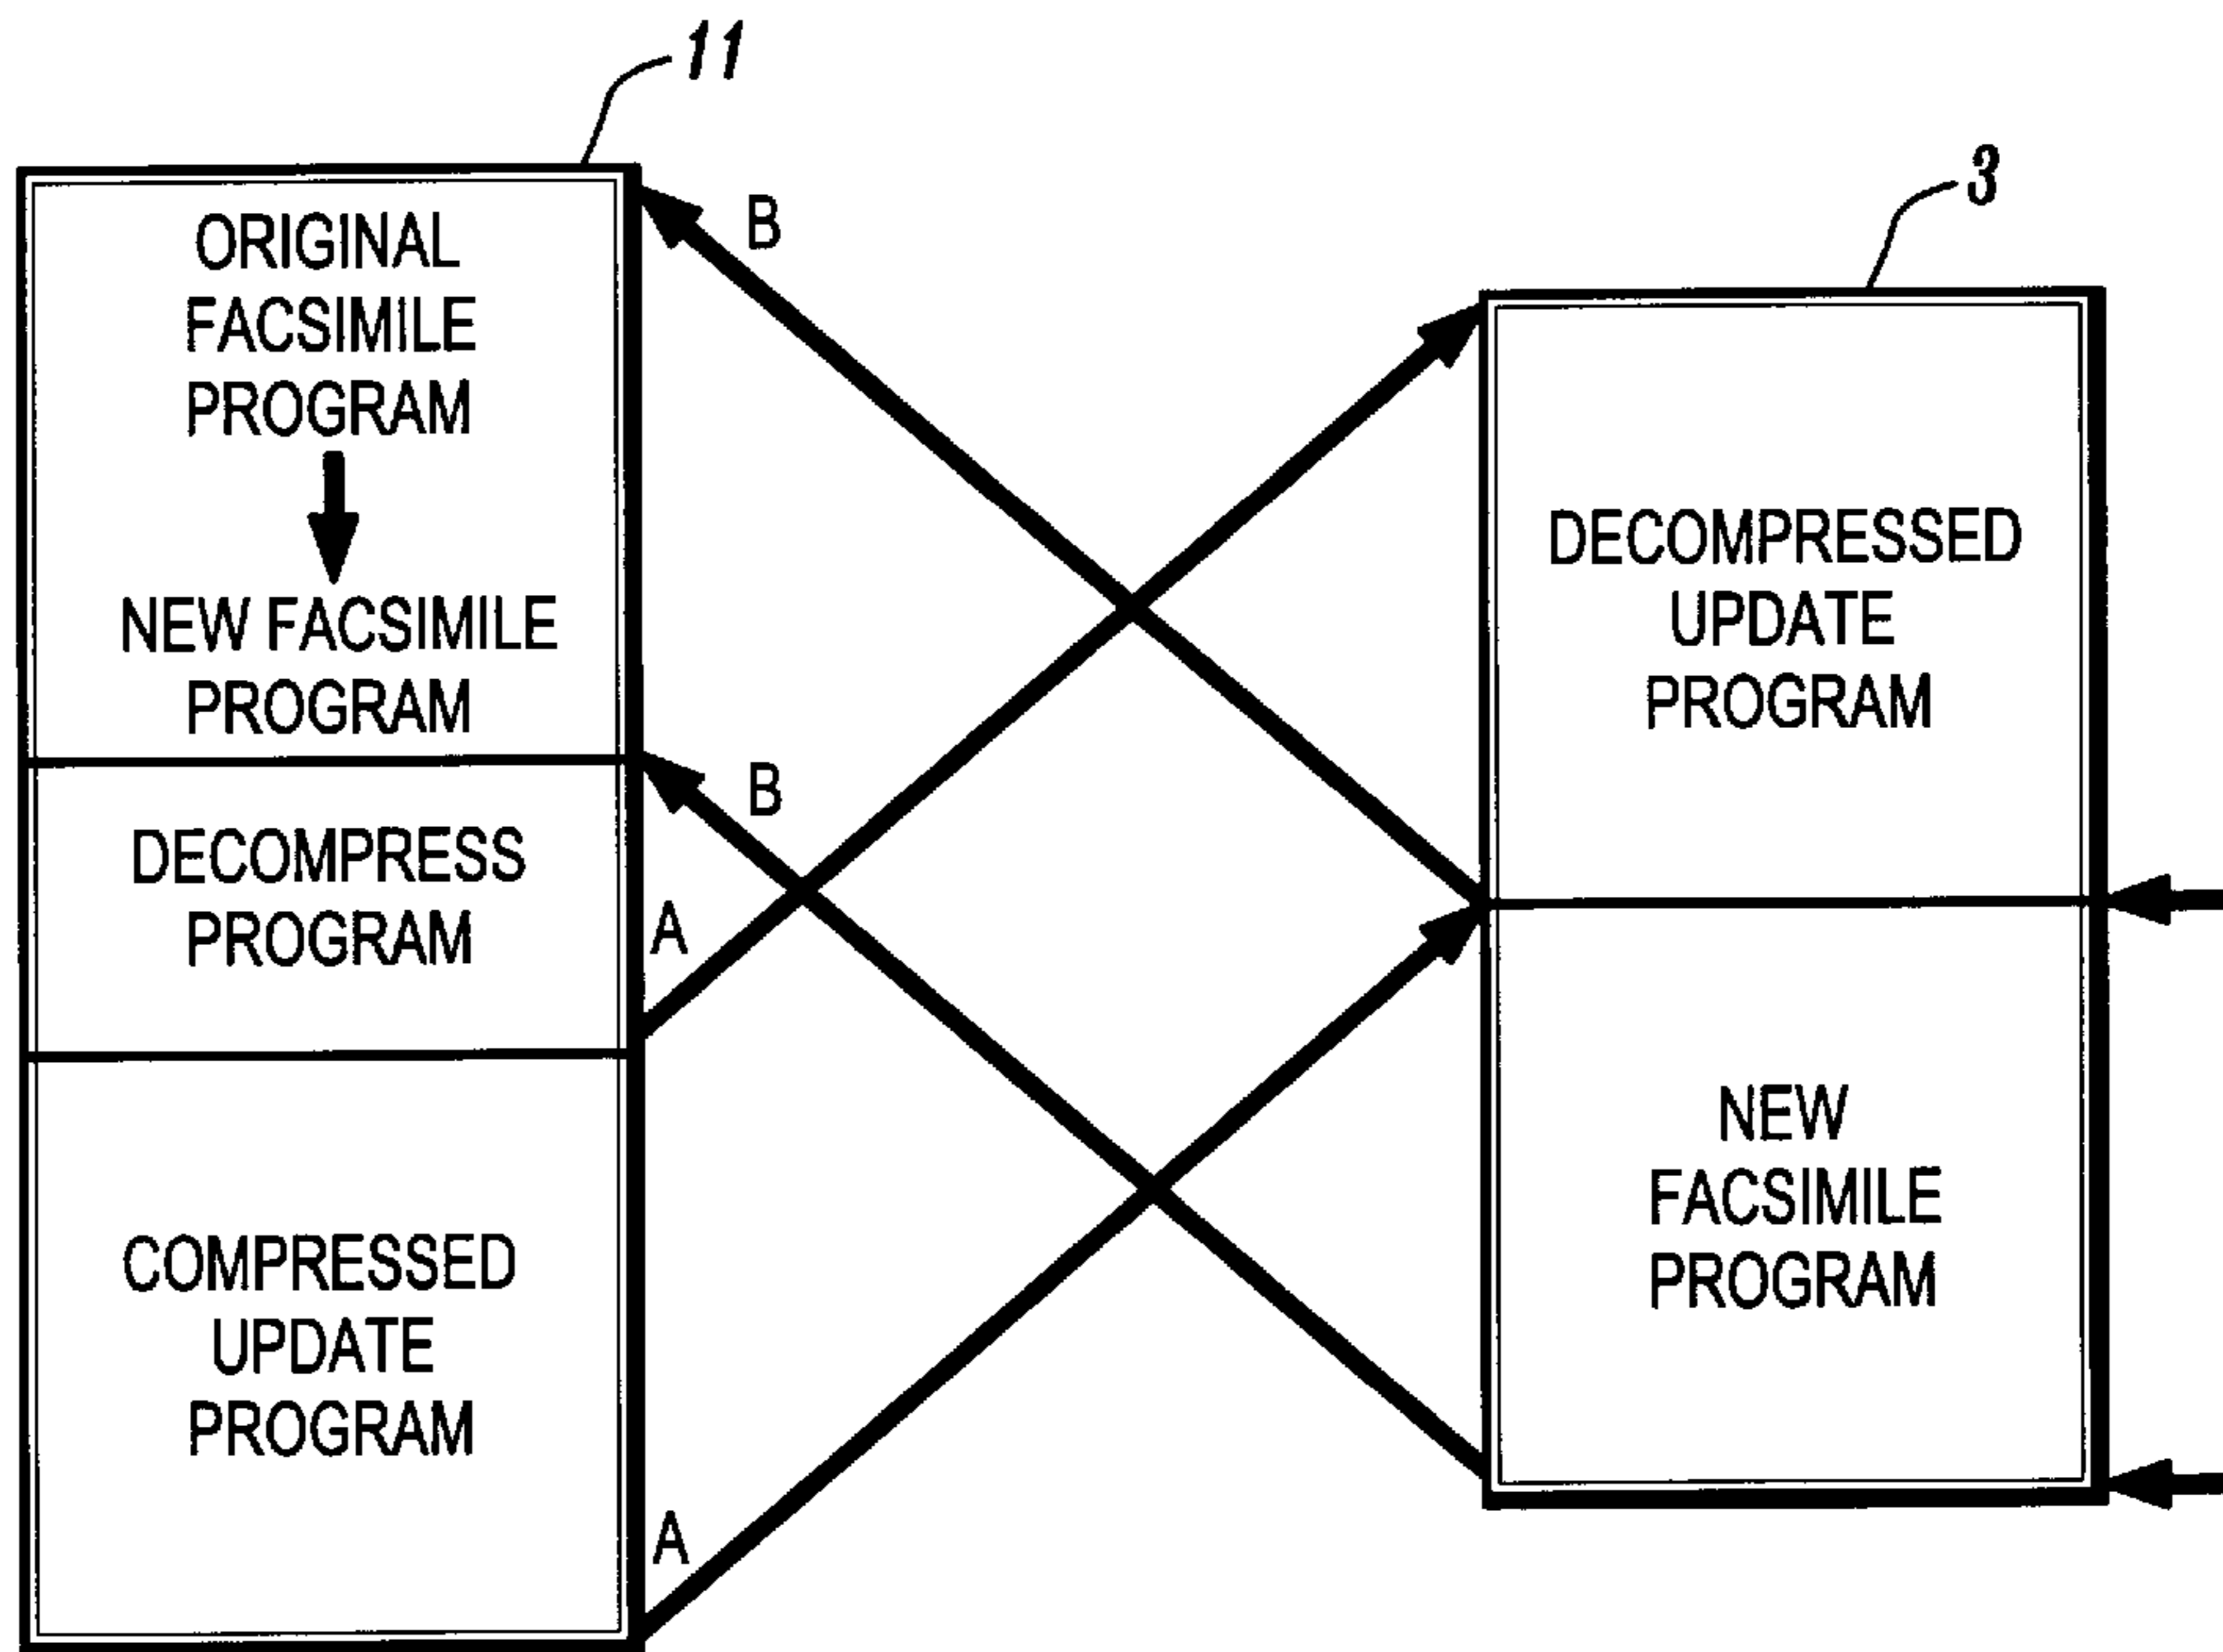 11
ORIGINAL
FACSIMILE
PROGRAM
NEW FACSIMILE
PROGRAM
DECOMPRESS
PROGRAM
COMPRESSED
UPDATE
PROGRAM
B
B
A
A
3
DECOMPRESSED
UPDATE
PROGRAM
NEW
FACSIMILE
PROGRAM